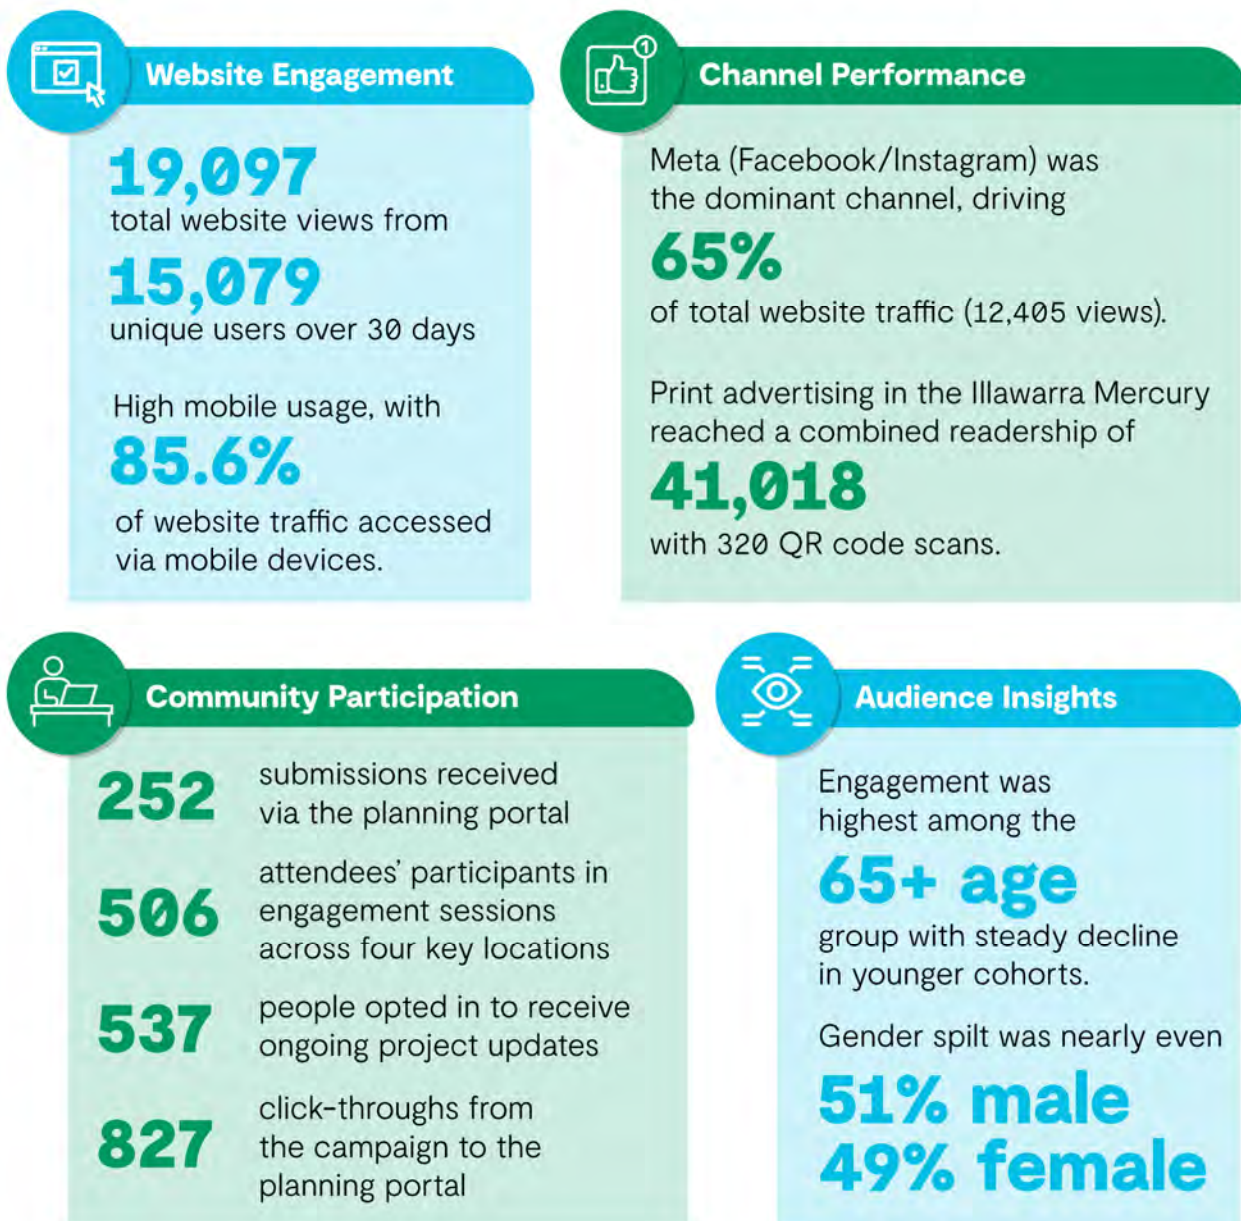 Website Engagement
19,097
total website views from
15,079
unique users over 30 days
High mobile usage, with
85.6%
of website traffic accessed
via mobile devices.
1
Channel Performance
Meta (Facebook/Instagram) was
the dominant channel, driving
65%
of total website traffic (12,405 views).
Print advertising in the Illawarra Mercury
reached a combined readership of
41,018
with 320 QR code scans.
Community Participation
252
submissions received
via the planning portal
506
attendees’ participants in
engagement sessions
across four key locations
537
people opted in to receive
ongoing project updates
827
click-throughs from
the campaign to the
planning portal
Audience Insights
Engagement was
highest among the
65+ age
group with steady decline
in younger cohorts.
Gender spilt was nearly even
51% male
49% female